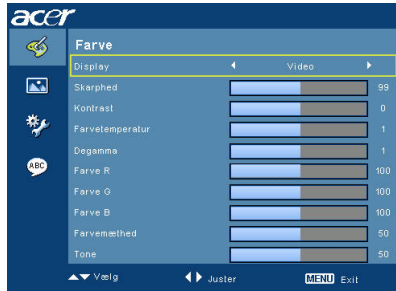 acer
Farve
Display Video
Skarphed 99
Kontrast 0
Farvetemperatur 1
Degamma 1
Farve R 100
Farve G 100
Farve B 100
Farvemæthed 50
Tone 50
ABC
Vælg Juster MENU Exit